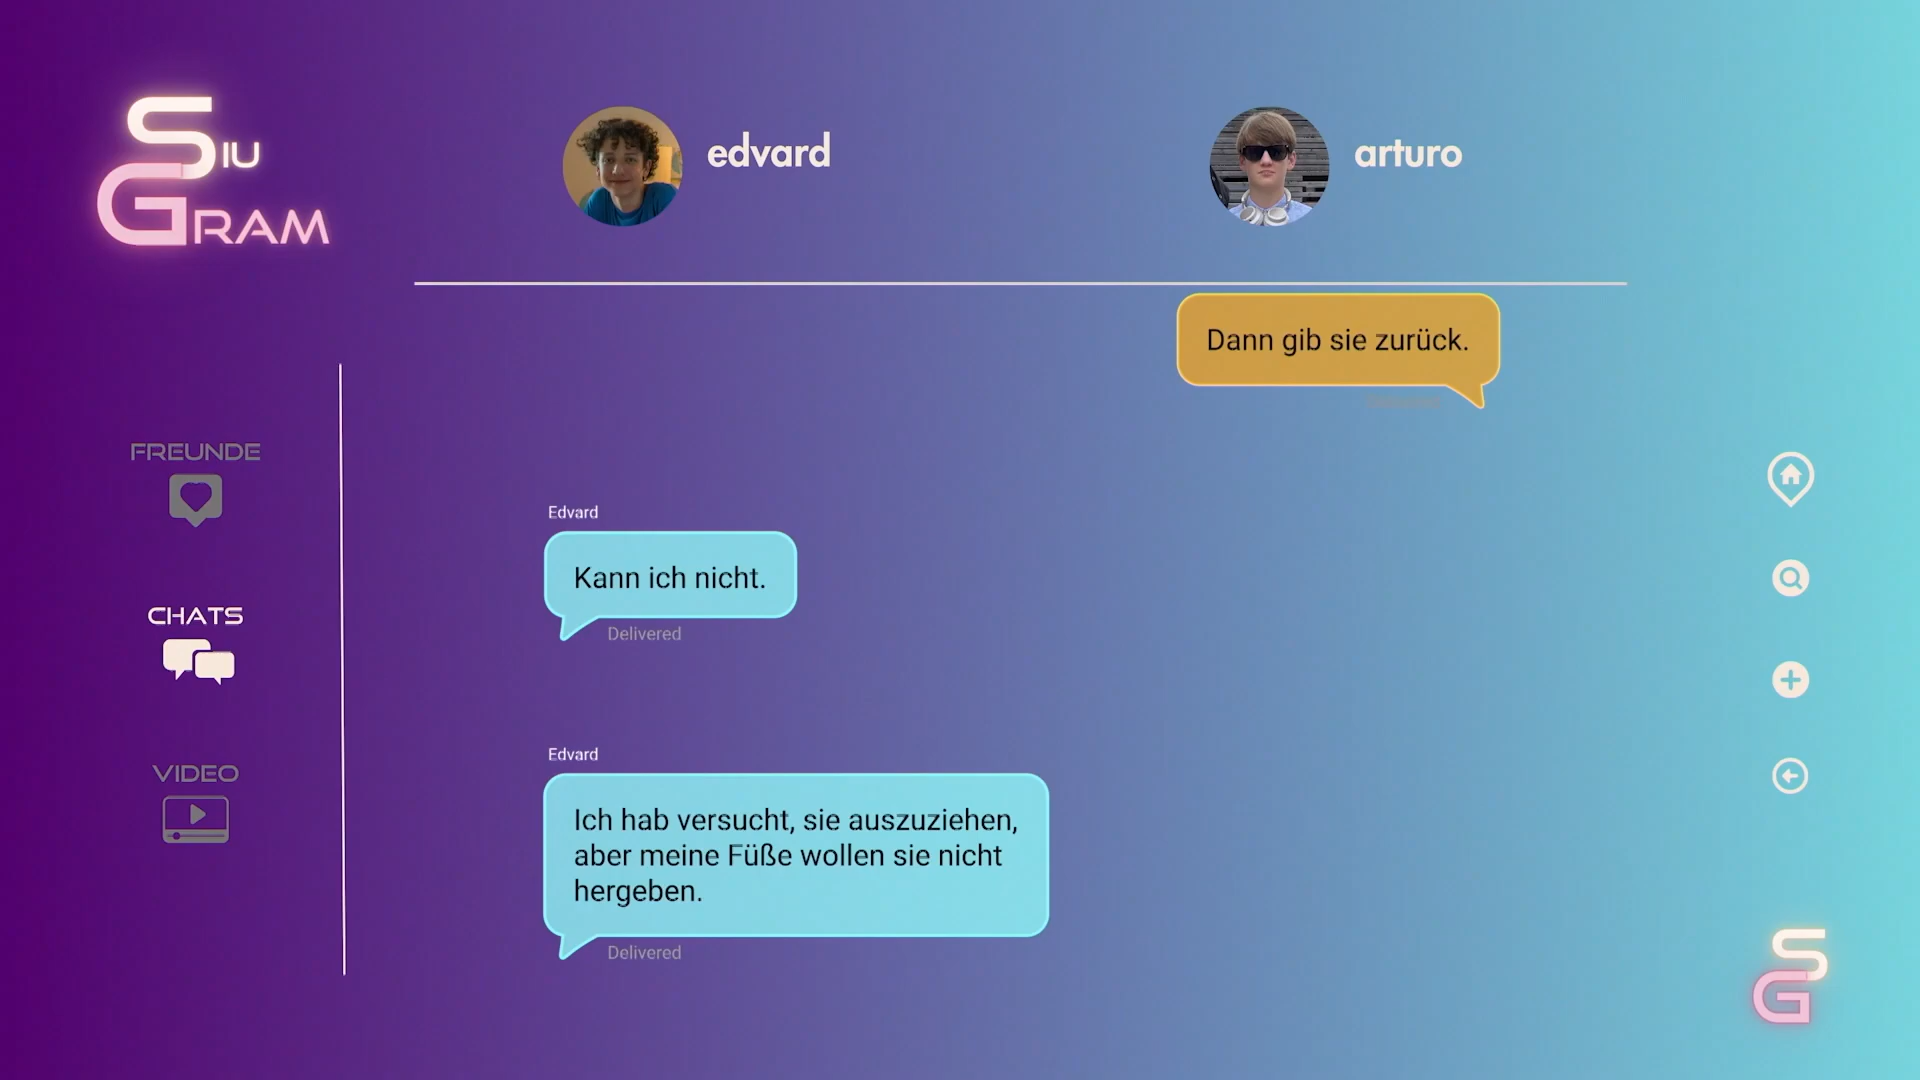 SIU
GRAM
edvard
arturo
Dann gib sie zurück.
FREUNDE
Edvard
Kann ich nicht.
Delivered
CHATS
Edvard
VIDEO
Ich hab versucht, sie auszuziehen,
aber meine Füße wollen sie nicht
hergeben.
Delivered
SG